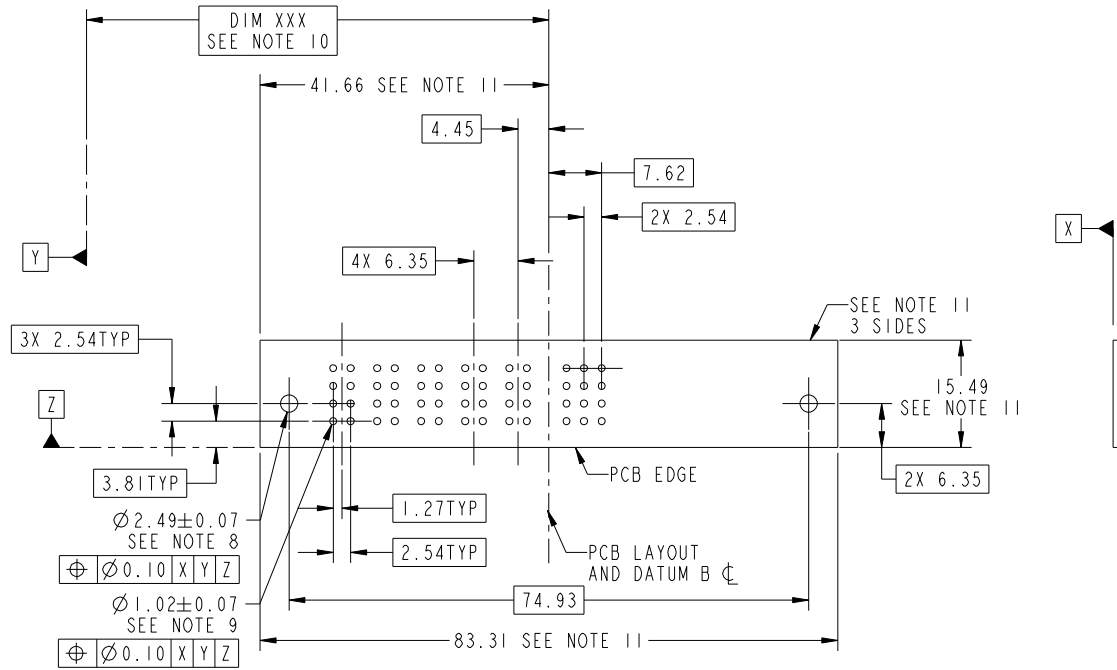 DIM XXX
SEE NOTE 10
41.66 SEE NOTE 11
4.45
7.62
2X 2.54
Y
X
4X 6.35
SEE NOTE 11
3 SIDES
3X 2.54TYP
Z
15.49
SEE NOTE 11
3.81TYP
PCB EDGE
2X 6.35
1.27TYP
Ø2.49±0.07
SEE NOTE 8
⌖ Ø0.10 X Y Z
2.54TYP
PCB LAYOUT
AND DATUM B ℄
Ø1.02±0.07
SEE NOTE 9
⌖ Ø0.10 X Y Z
74.93
83.31 SEE NOTE 11